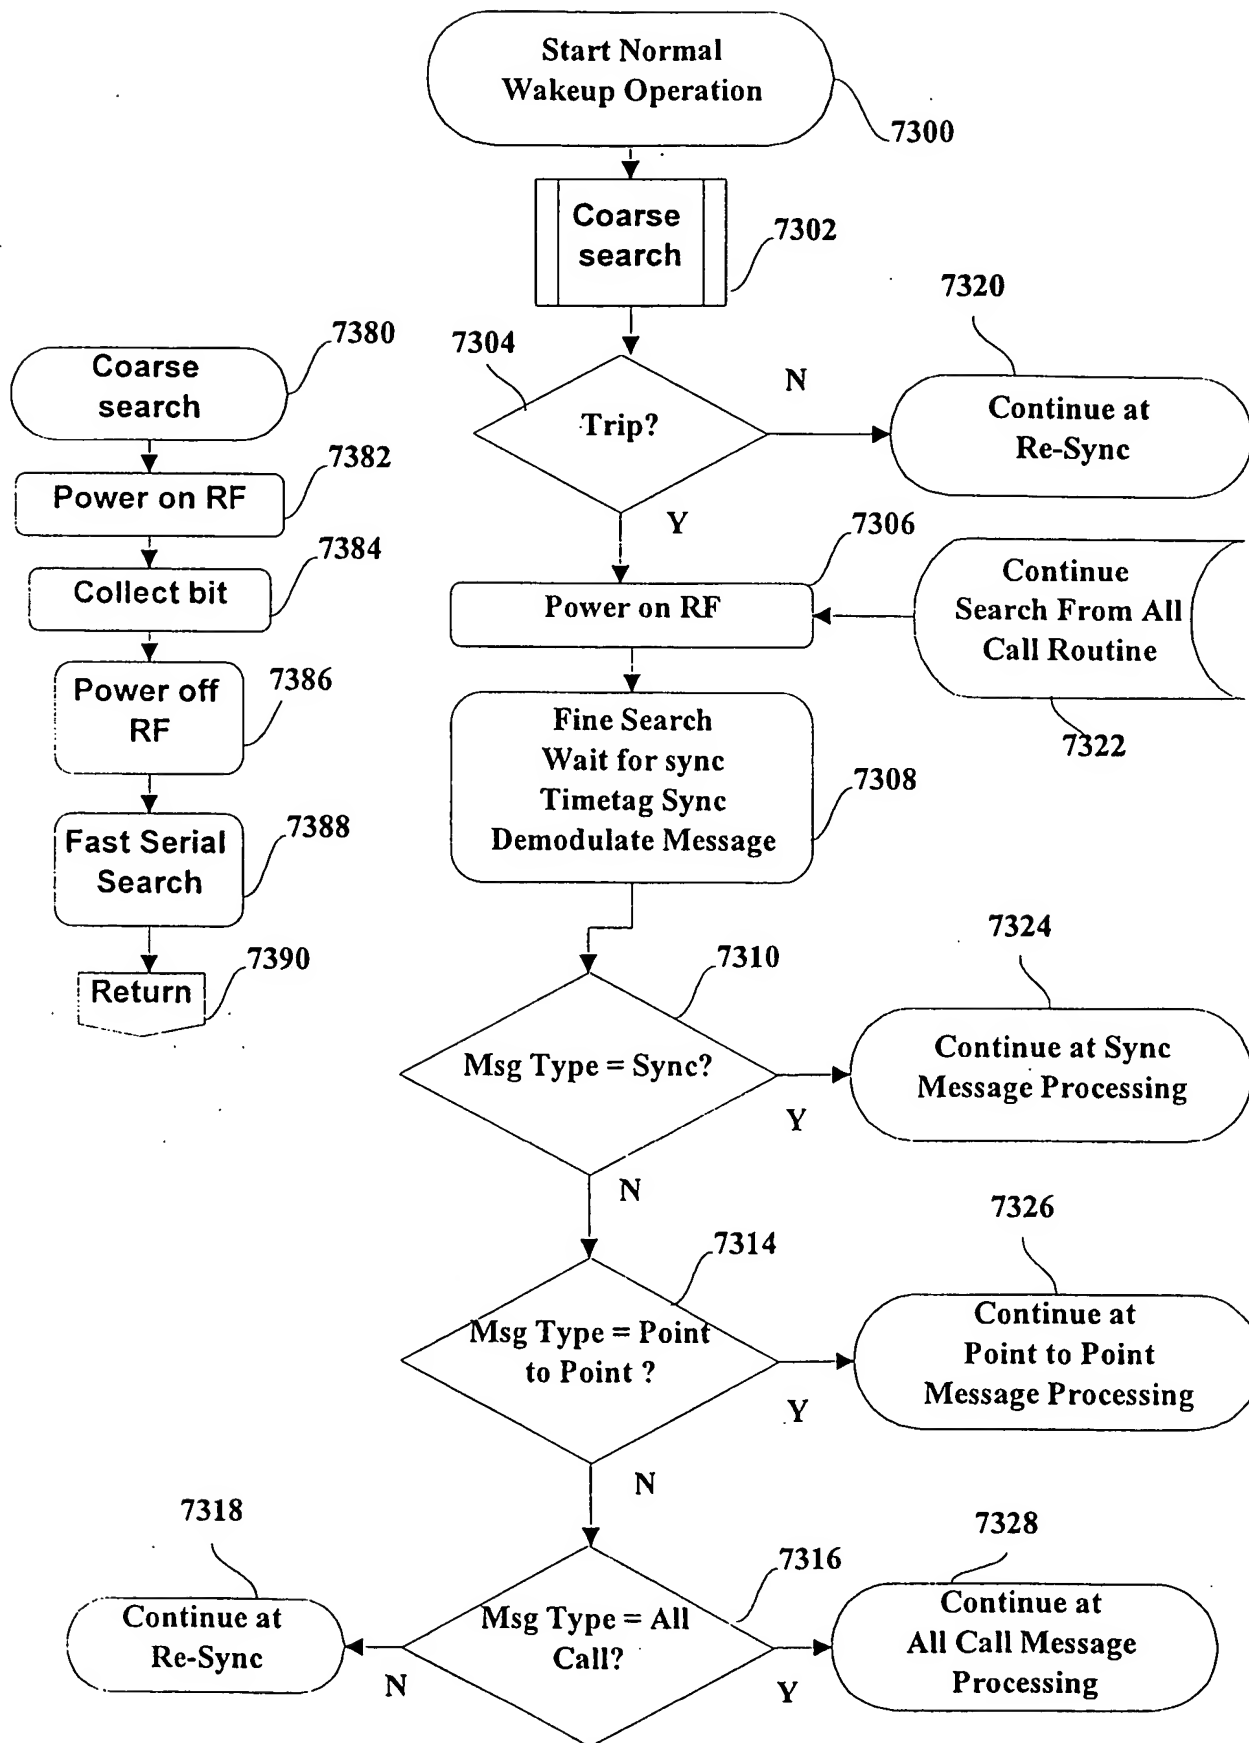 Start Normal
Wakeup Operation
7300
Coarse
search
7302
7304
Trip?
N
Y
7320
Continue at
Re-Sync
7380
Coarse
search
7382
Power on RF
7384
Collect bit
7386
Power off
RF
7388
Fast Serial
Search
7390
Return
7306
Power on RF
Continue
Search From All
Call Routine
7322
Fine Search
Wait for sync
Timetag Sync
Demodulate Message
7308
7310
Msg Type = Sync?
Y
N
7324
Continue at Sync
Message Processing
7314
Msg Type = Point
to Point ?
Y
N
7326
Continue at
Point to Point
Message Processing
7316
Msg Type = All
Call?
N
Y
7318
Continue at
Re-Sync
7328
Continue at
All Call Message
Processing